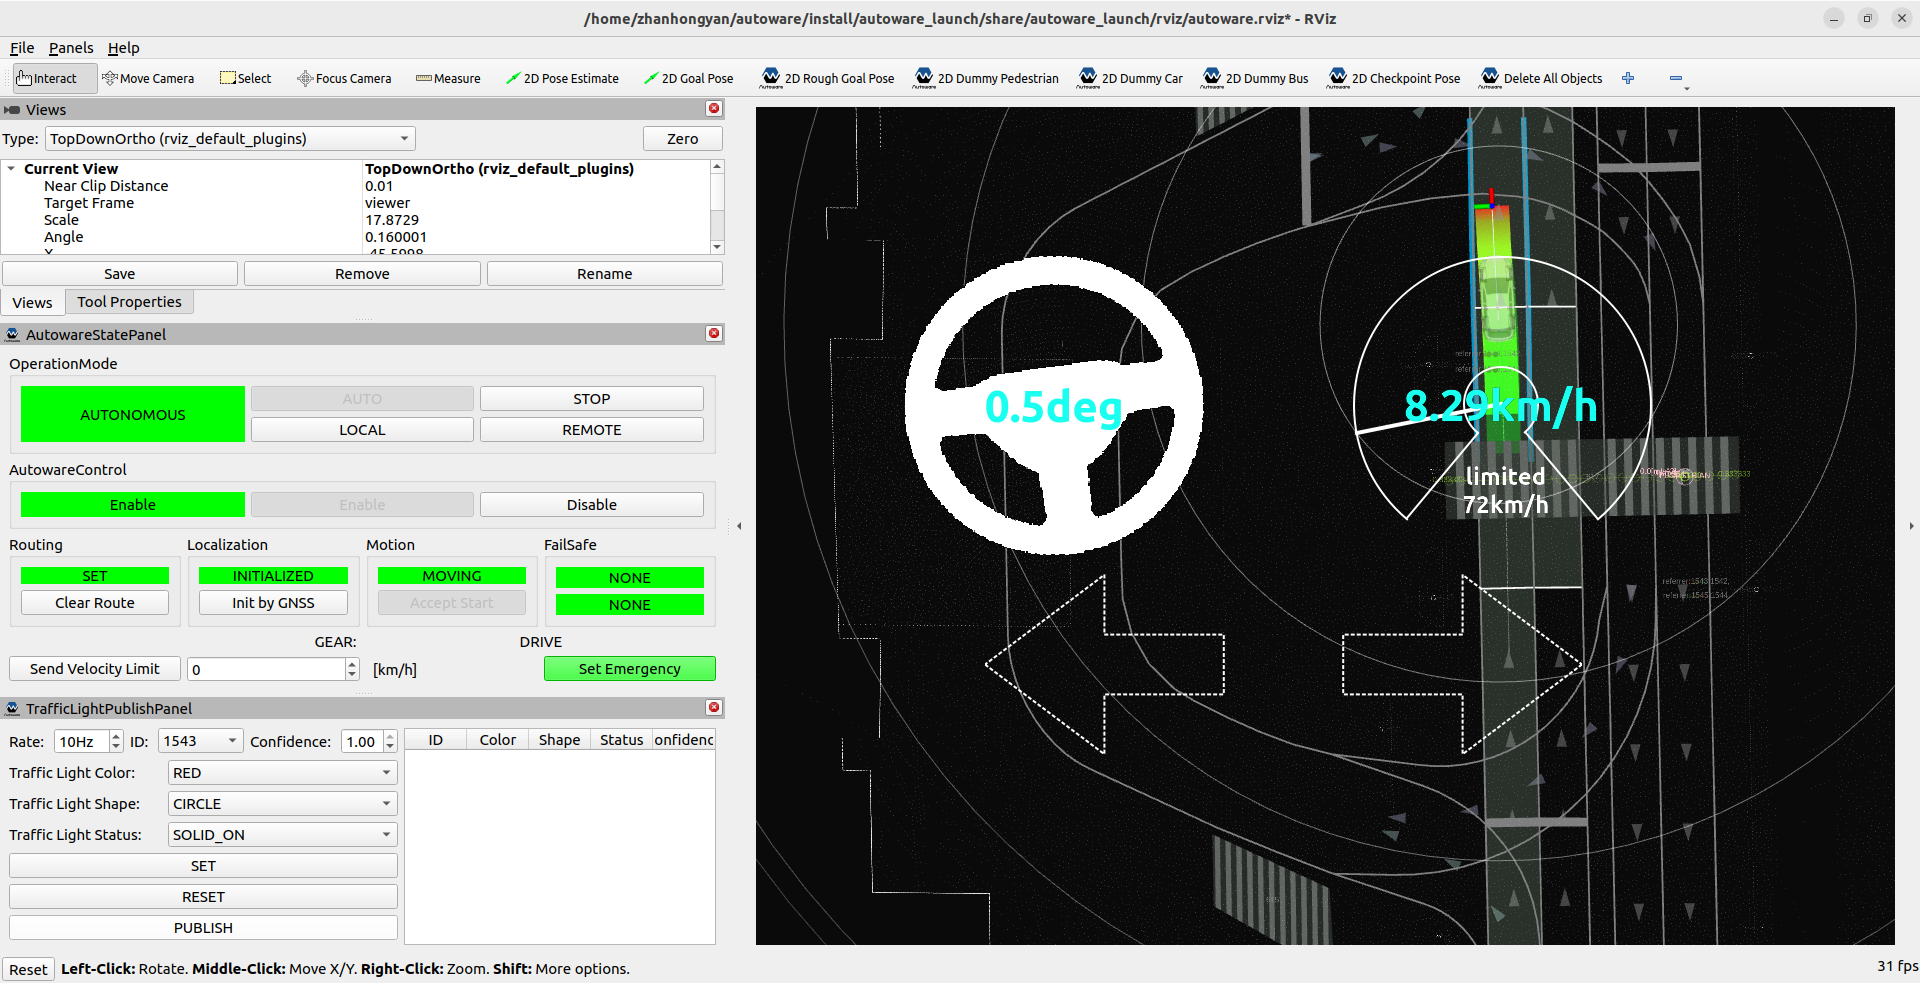 /home/zhanhongyan/autoware/install/autoware_launch/share/autoware_launch/rviz/autoware.rviz* - RViz
File Panels Help
Interact Move Camera Select Focus Camera Measure 2D Pose Estimate 2D Goal Pose 2D Rough Goal Pose 2D Dummy Pedestrian 2D Dummy Car 2D Dummy Bus 2D Checkpoint Pose Delete All Objects
Views
Type: TopDownOrtho (rviz_default_plugins) Zero
Current View TopDownOrtho (rviz_default_plugins)
Near Clip Distance 0.01
Target Frame viewer
Scale 17.8729
Angle 0.160001
Save Remove Rename
Views Tool Properties
AutowareStatePanel
OperationMode
AUTONOMOUS AUTO STOP
LOCAL REMOTE
AutowareControl
Enable Enable Disable
Routing Localization Motion FailSafe
SET INITIALIZED MOVING NONE
Clear Route Init by GNSS Accept Start NONE
GEAR: DRIVE
Send Velocity Limit 0 [km/h] Set Emergency
TrafficLightPublishPanel
Rate: 10Hz ID: 1543 Confidence: 1.00 ID Color Shape Status onfidenc
Traffic Light Color: RED
Traffic Light Shape: CIRCLE
Traffic Light Status: SOLID_ON
SET
RESET
PUBLISH
Reset Left-Click: Rotate. Middle-Click: Move X/Y. Right-Click: Zoom. Shift: More options. 31 fps
0.5deg
8.29km/h
limited
72km/h
referrer:1543,1542,
referrer:1545,1544,